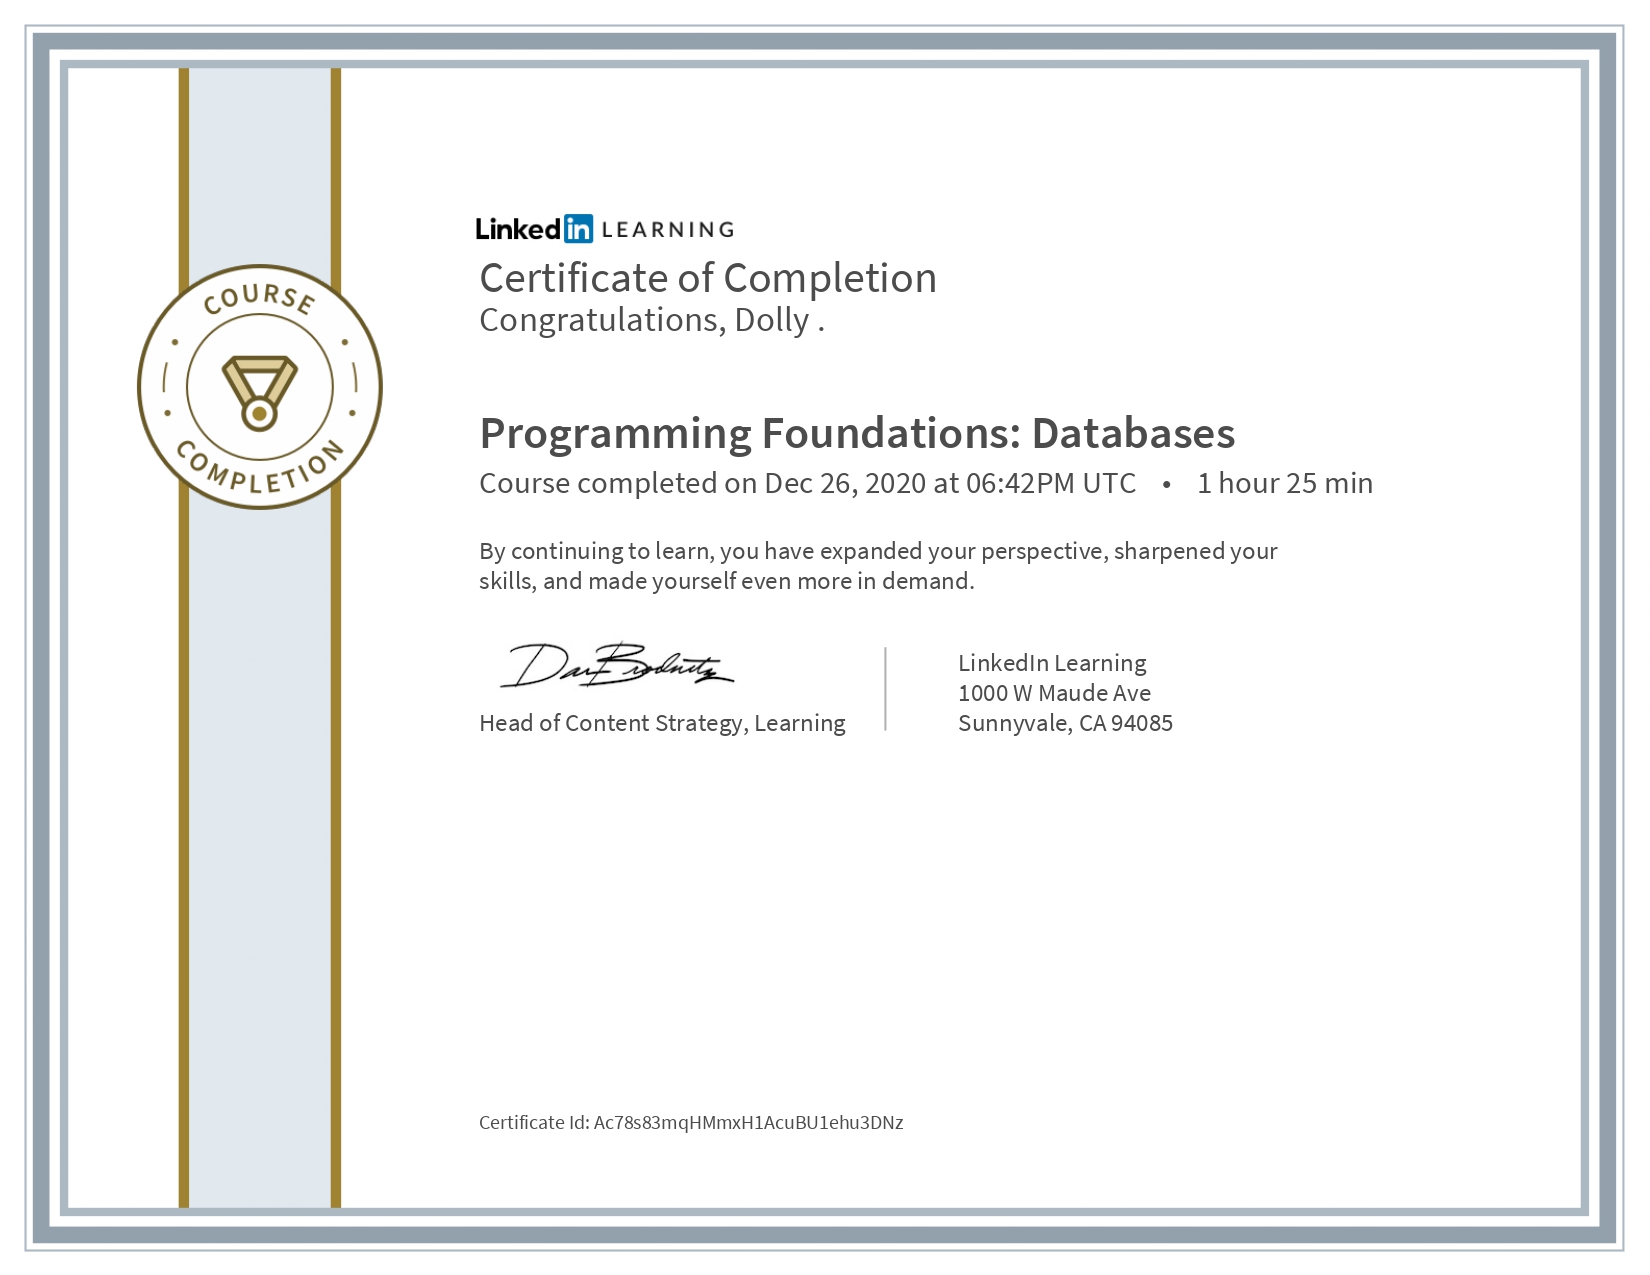 COURSE
COMPLETION
Linked in LEARNING
Certificate of Completion
Congratulations, Dolly .
Programming Foundations: Databases
Course completed on Dec 26, 2020 at 06:42PM UTC • 1 hour 25 min
By continuing to learn, you have expanded your perspective, sharpened your
skills, and made yourself even more in demand.
Head of Content Strategy, Learning
LinkedIn Learning
1000 W Maude Ave
Sunnyvale, CA 94085
Certificate Id: Ac78s83mqHMmxH1AcuBU1ehu3DNz